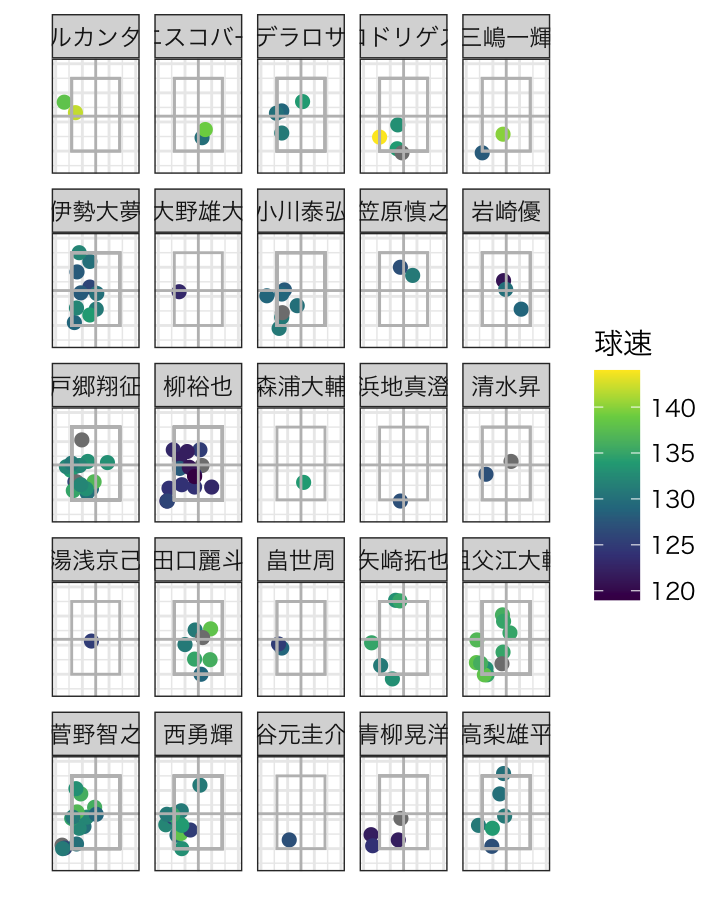 ルカンタ
エスコバー
デラロサ
ロドリゲス
三嶋一輝
伊勢大夢
大野雄大
小川泰弘
笠原慎之
岩崎優
戸郷翔征
柳裕也
森浦大輔
浜地真澄
清水昇
湯浅京己
田口麗斗
畠世周
矢崎拓也
祖父江大輔
菅野智之
西勇輝
谷元圭介
青柳晃洋
高梨雄平
球速
140
135
130
125
120